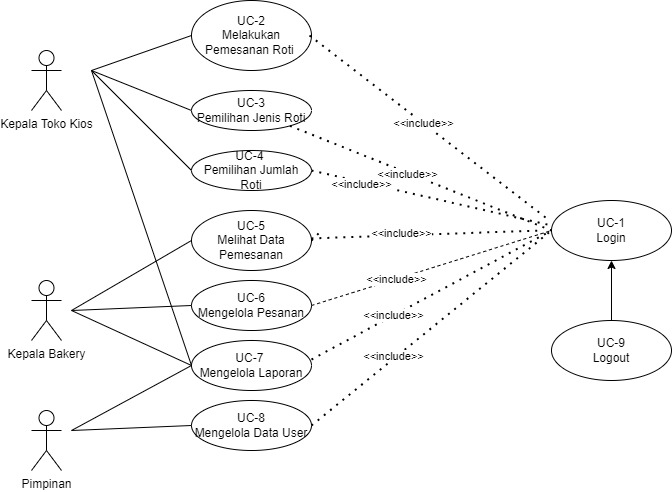 UC-2
Melakukan
Pemesanan Roti
Kepala Toko Kios
UC-3
Pemilihan Jenis Roti
<<include>>
UC-4
Pemilihan Jumlah
Roti
<<include>>
<<include>>
UC-5
Melihat Data
Pemesanan
<<include>>
UC-1
Login
UC-6
Mengelola Pesanan
<<include>>
Kepala Bakery
<<include>>
UC-7
Mengelola Laporan
<<include>>
UC-9
Logout
UC-8
Mengelola Data User
Pimpinan